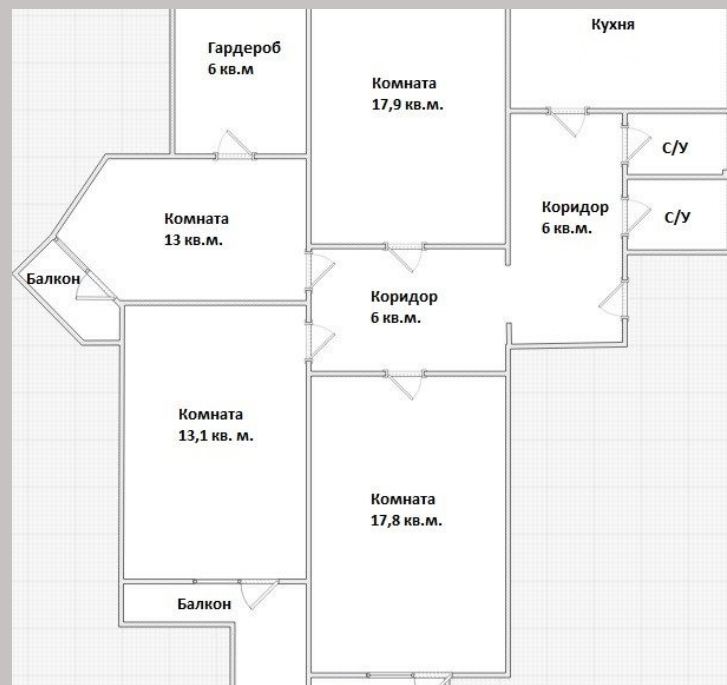 Гардероб
6 кв.м
Комната
17,9 кв.м.
Кухня
С/У
Комната
13 кв.м.
Коридор
6 кв.м.
С/У
Балкон
Коридор
6 кв.м.
Комната
13,1 кв. м.
Комната
17,8 кв.м.
Балкон